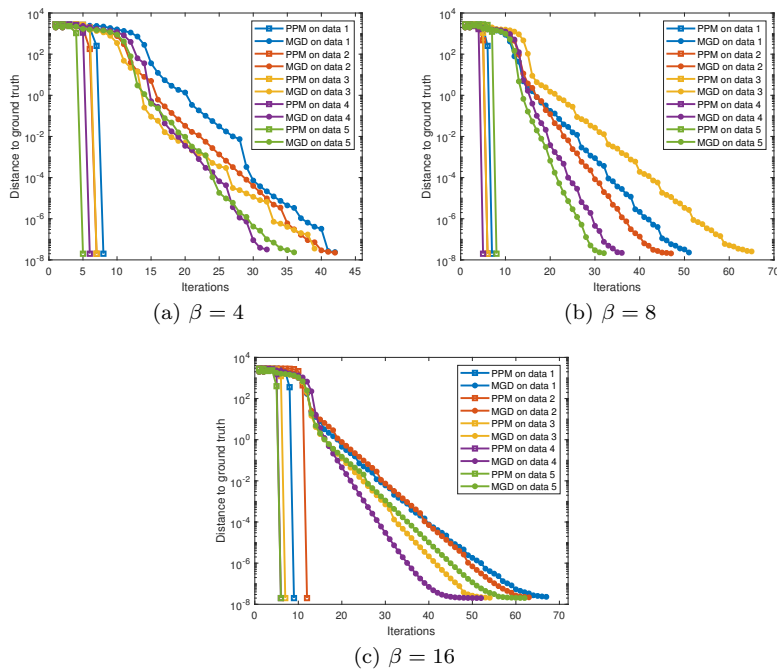 10^4
10^2
10^0
10^-2
10^-4
10^-6
10^-8
Distance to ground truth
0 5 10 15 20 25 30 35 40 45
Iterations
PPM on data 1
MGD on data 1
PPM on data 2
MGD on data 2
PPM on data 3
MGD on data 3
PPM on data 4
MGD on data 4
PPM on data 5
MGD on data 5
(a) β = 4
10^4
10^2
10^0
10^-2
10^-4
10^-6
10^-8
Distance to ground truth
0 10 20 30 40 50 60 70
Iterations
PPM on data 1
MGD on data 1
PPM on data 2
MGD on data 2
PPM on data 3
MGD on data 3
PPM on data 4
MGD on data 4
PPM on data 5
MGD on data 5
(b) β = 8
10^4
10^2
10^0
10^-2
10^-4
10^-6
10^-8
Distance to ground truth
0 10 20 30 40 50 60 70
Iterations
PPM on data 1
MGD on data 1
PPM on data 2
MGD on data 2
PPM on data 3
MGD on data 3
PPM on data 4
MGD on data 4
PPM on data 5
MGD on data 5
(c) β = 16